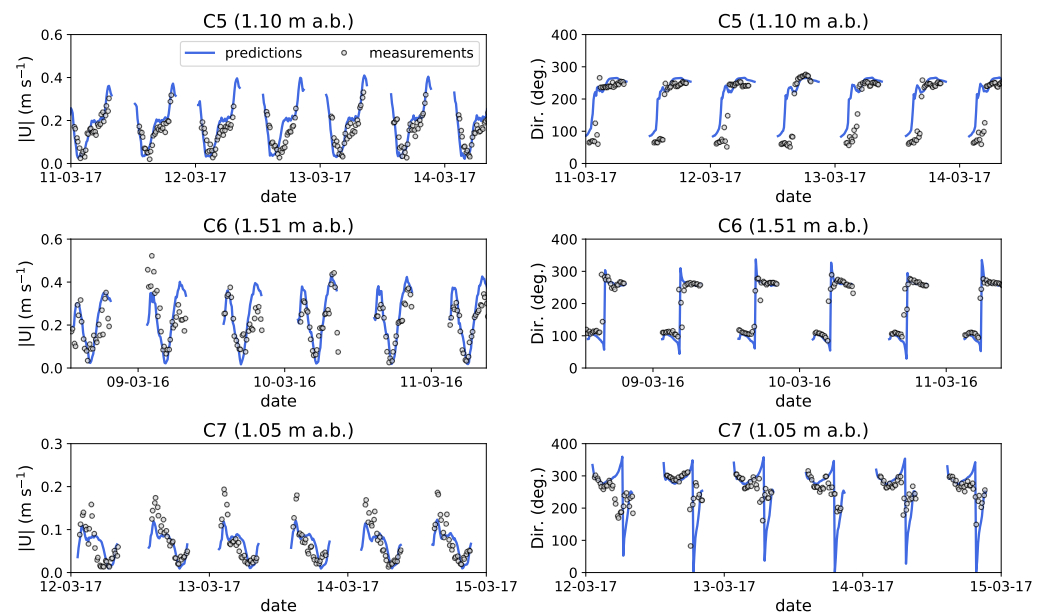 C5 (1.10 m a.b.)
0.6
0.4
0.2
0.0
|U| (m s⁻¹)
predictions
measurements
11-03-17
12-03-17
13-03-17
14-03-17
date
C5 (1.10 m a.b.)
400
300
200
100
0
Dir. (deg.)
11-03-17
12-03-17
13-03-17
14-03-17
date
C6 (1.51 m a.b.)
0.6
0.4
0.2
0.0
|U| (m s⁻¹)
09-03-16
10-03-16
11-03-16
date
C6 (1.51 m a.b.)
400
300
200
100
0
Dir. (deg.)
09-03-16
10-03-16
11-03-16
date
C7 (1.05 m a.b.)
0.3
0.2
0.1
0.0
|U| (m s⁻¹)
12-03-17
13-03-17
14-03-17
15-03-17
date
C7 (1.05 m a.b.)
400
300
200
100
0
Dir. (deg.)
12-03-17
13-03-17
14-03-17
15-03-17
date